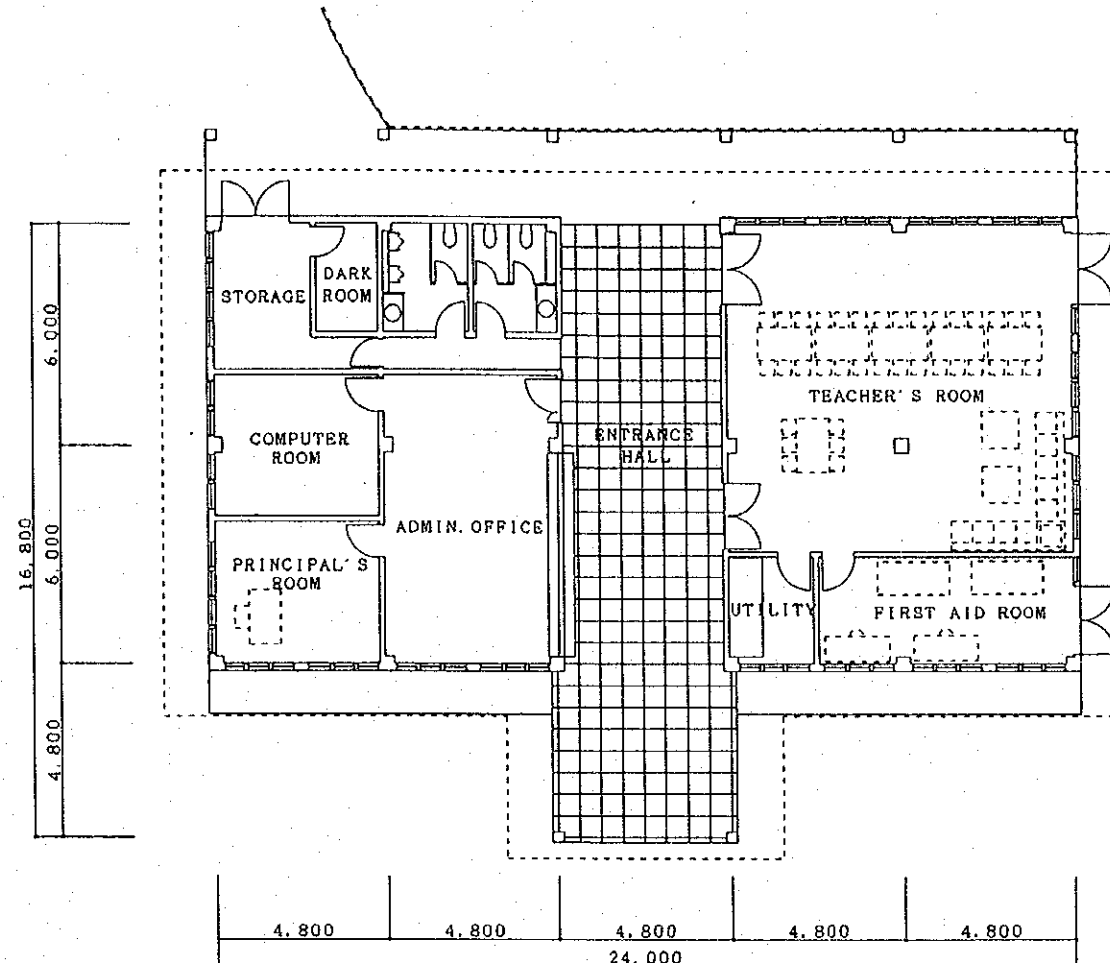 DARK
ROOM
STORAGE
6.000
TEACHER'S ROOM
ENTRANCE
HALL
COMPUTER
ROOM
ADMIN. OFFICE
16.800
6.000
PRINCIPAL'S
ROOM
UTILITY
FIRST AID ROOM
4.800
4.800
4.800
4.800
4.800
4.800
24.000